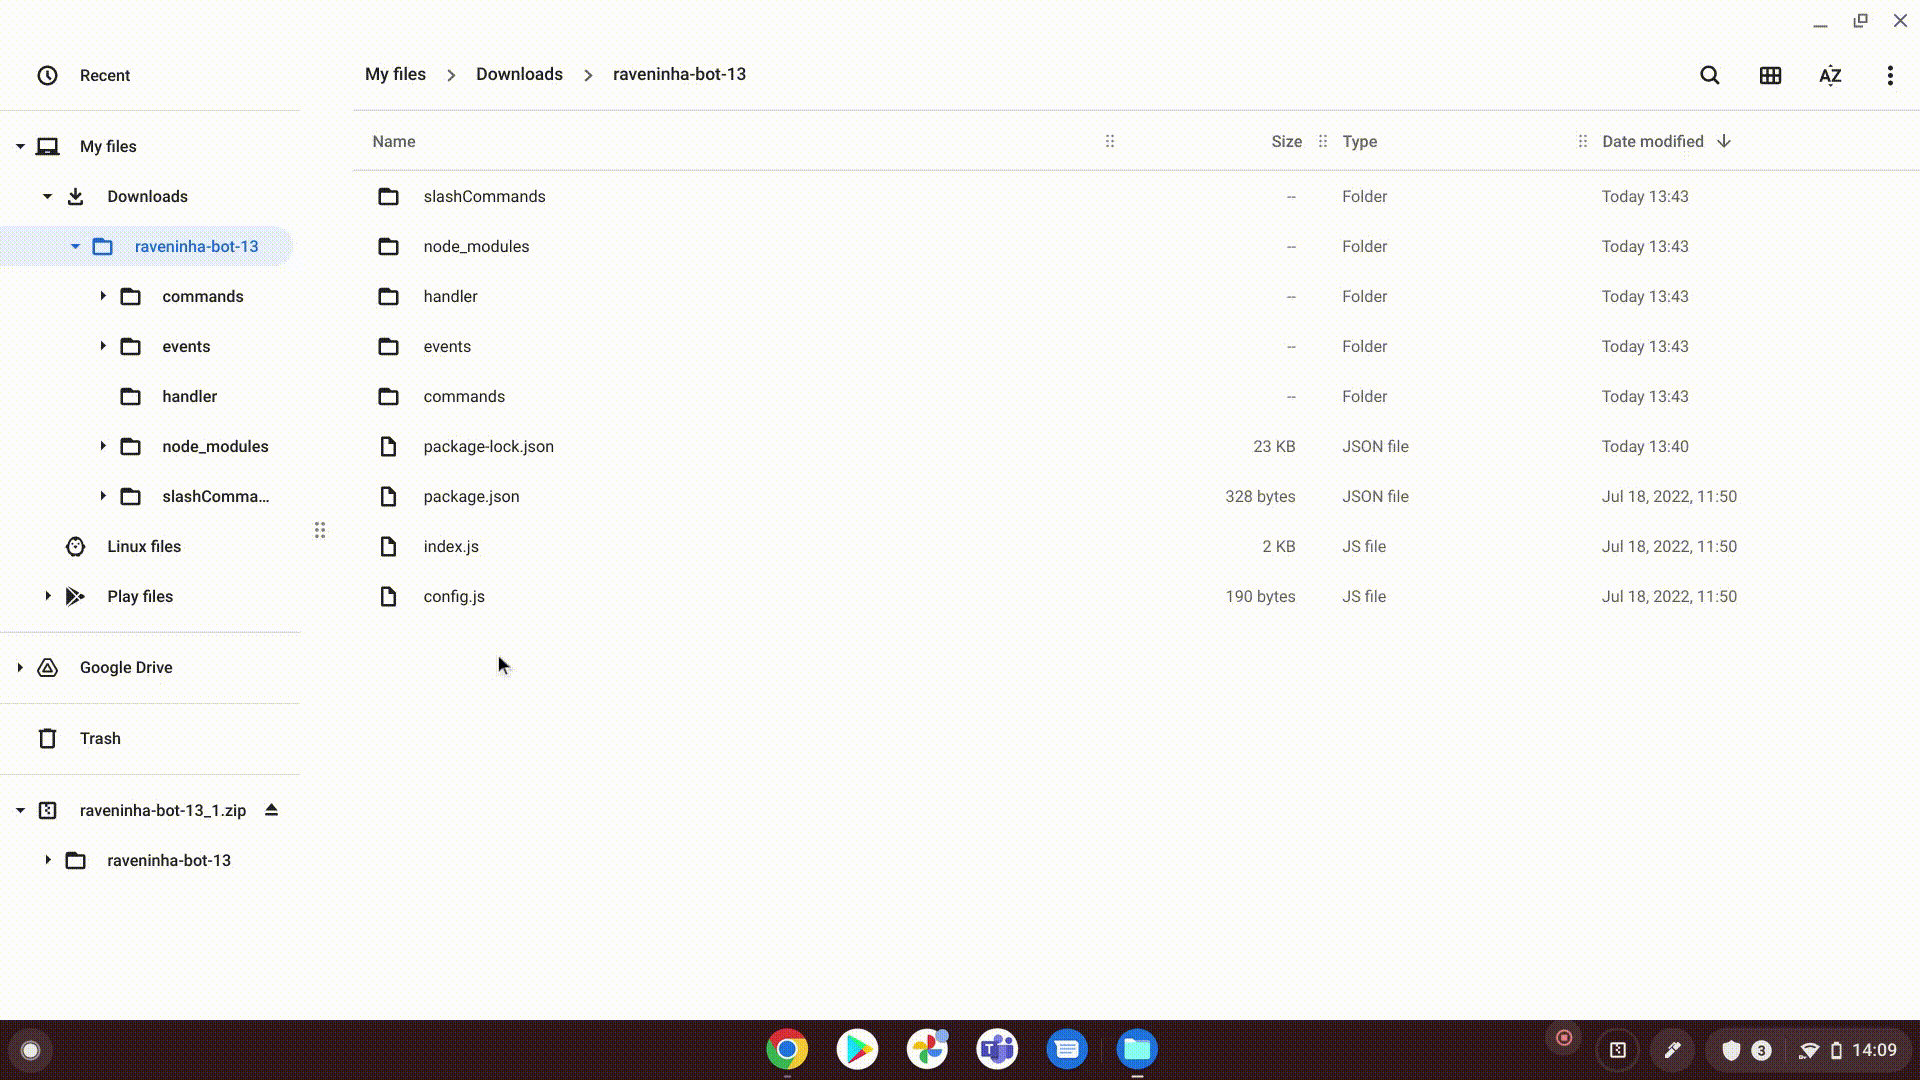 Recent
My files
Downloads
raveninha-bot-13
commands
events
handler
node_modules
slashComma...
Linux files
Play files
Google Drive
Trash
raveninha-bot-13_1.zip
raveninha-bot-13
My files > Downloads > raveninha-bot-13
AZ
Name Size Type Date modified
slashCommands -- Folder Today 13:43
node_modules -- Folder Today 13:43
handler -- Folder Today 13:43
events -- Folder Today 13:43
commands -- Folder Today 13:43
package-lock.json 23 KB JSON file Today 13:40
package.json 328 bytes JSON file Jul 18, 2022, 11:50
index.js 2 KB JS file Jul 18, 2022, 11:50
config.js 190 bytes JS file Jul 18, 2022, 11:50
3 14:09